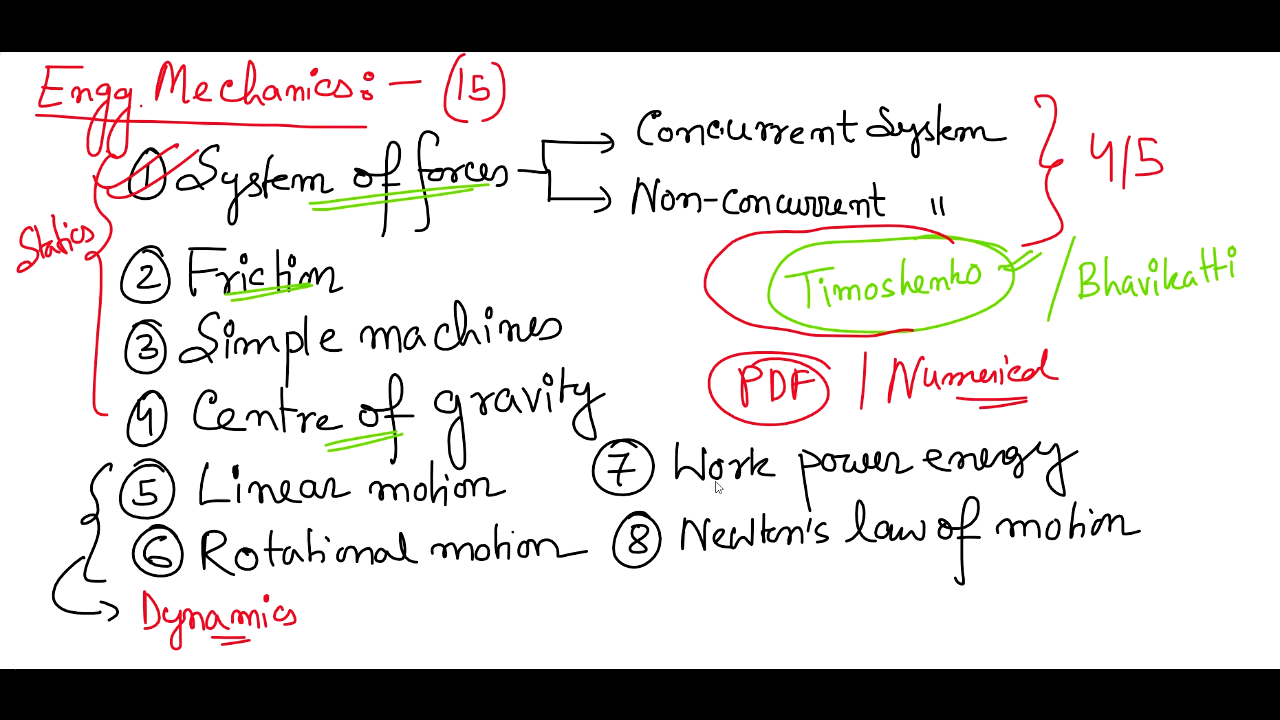 Engg. Mechanics:- (15)
① System of forces
Concurrent System
Non-concurrent "
4/5
Statics
② Friction
Timoshenko / Bhavikatti
③ Simple machines
PDF / Numerical
④ Centre of gravity
⑤ Linear motion
⑥ Rotational motion
⑦ Work power energy
⑧ Newton's law of motion
Dynamics